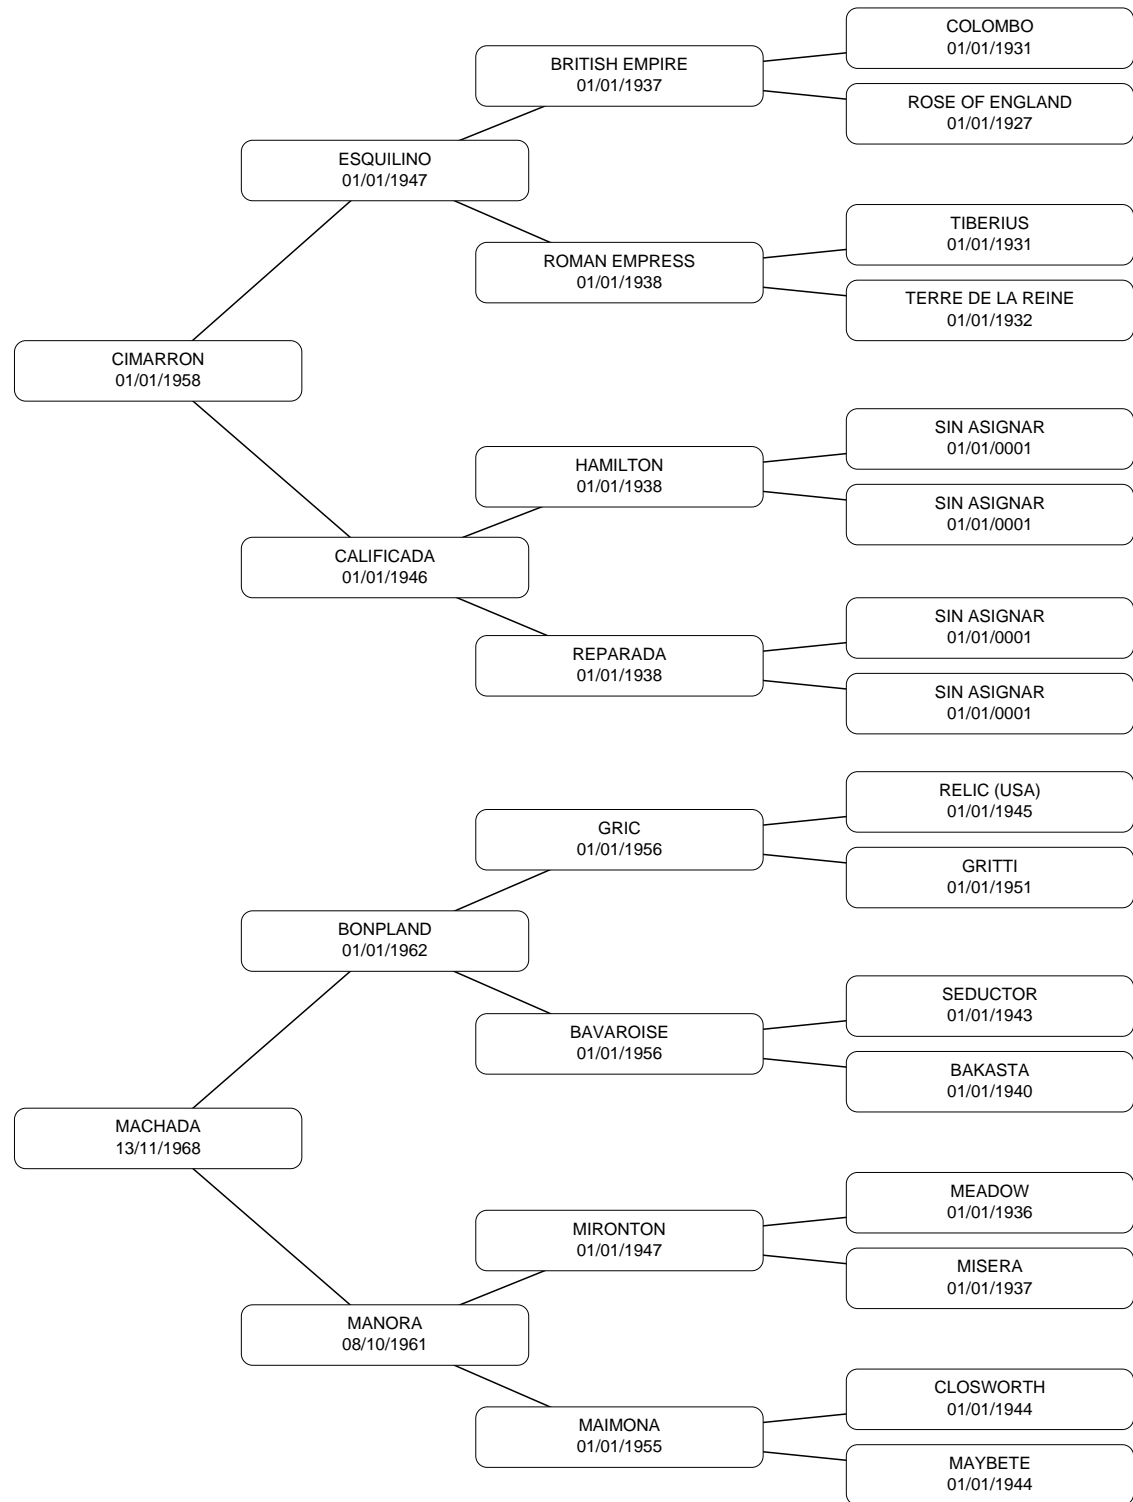 COLOMBO
01/01/1931
BRITISH EMPIRE
01/01/1937
ROSE OF ENGLAND
01/01/1927
ESQUILINO
01/01/1947
TIBERIUS
01/01/1931
ROMAN EMPRESS
01/01/1938
TERRE DE LA REINE
01/01/1932
CIMARRON
01/01/1958
SIN ASIGNAR
01/01/0001
HAMILTON
01/01/1938
SIN ASIGNAR
01/01/0001
CALIFICADA
01/01/1946
SIN ASIGNAR
01/01/0001
REPARADA
01/01/1938
SIN ASIGNAR
01/01/0001
RELIC (USA)
01/01/1945
GRIC
01/01/1956
GRITTI
01/01/1951
BONPLAND
01/01/1962
SEDUCTOR
01/01/1943
BAVAROISE
01/01/1956
BAKASTA
01/01/1940
MACHADA
13/11/1968
MEADOW
01/01/1936
MIRONTON
01/01/1947
MISERA
01/01/1937
MANORA
08/10/1961
CLOSWORTH
01/01/1944
MAIMONA
01/01/1955
MAYBETE
01/01/1944